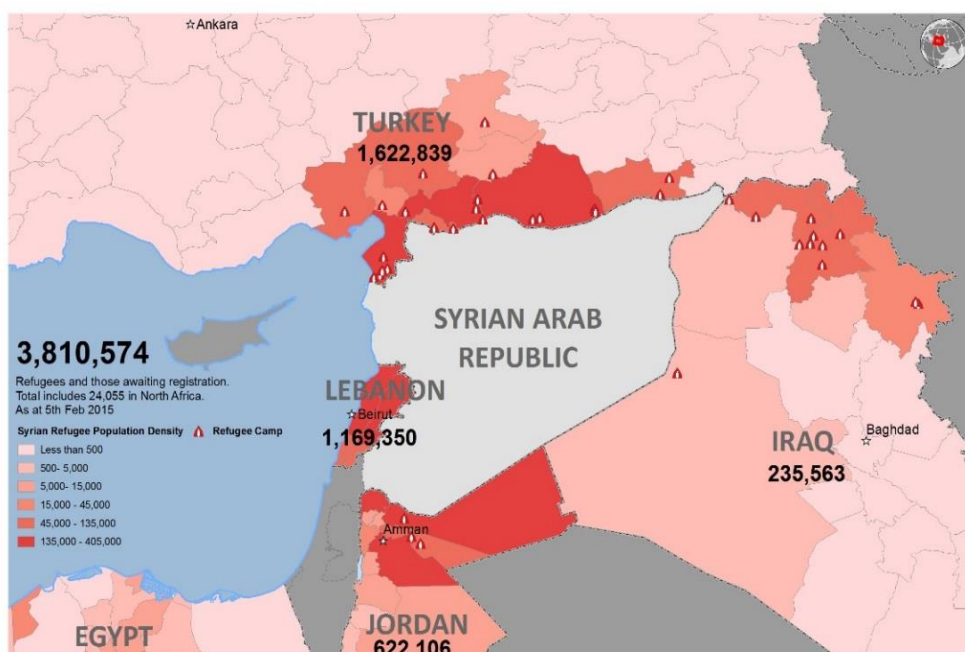 Ankara
TURKEY
1,622,839
SYRIAN ARAB
REPUBLIC
3,810,574
Refugees and those awaiting registration.
Total includes 24,055 in North Africa.
As at 5th Feb 2015
LEBANON
Beirut
1,169,350
Syrian Refugee Population Density
Refugee Camp
Less than 500
500- 5,000
5,000- 15,000
15,000 - 45,000
45,000 - 135,000
135,000 - 405,000
IRAQ
Baghdad
235,563
Amman
EGYPT
JORDAN
622,106